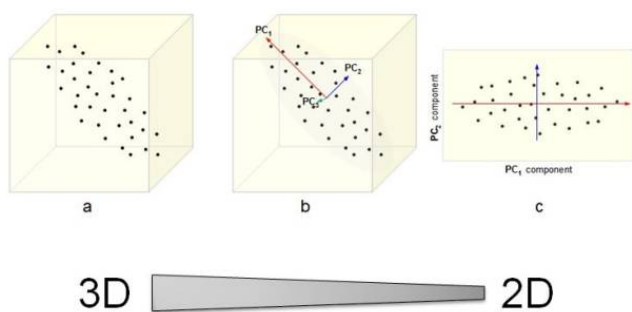 PC1
PC2
PC3
PC2 component
PC1 component
a
b
c
3D
2D